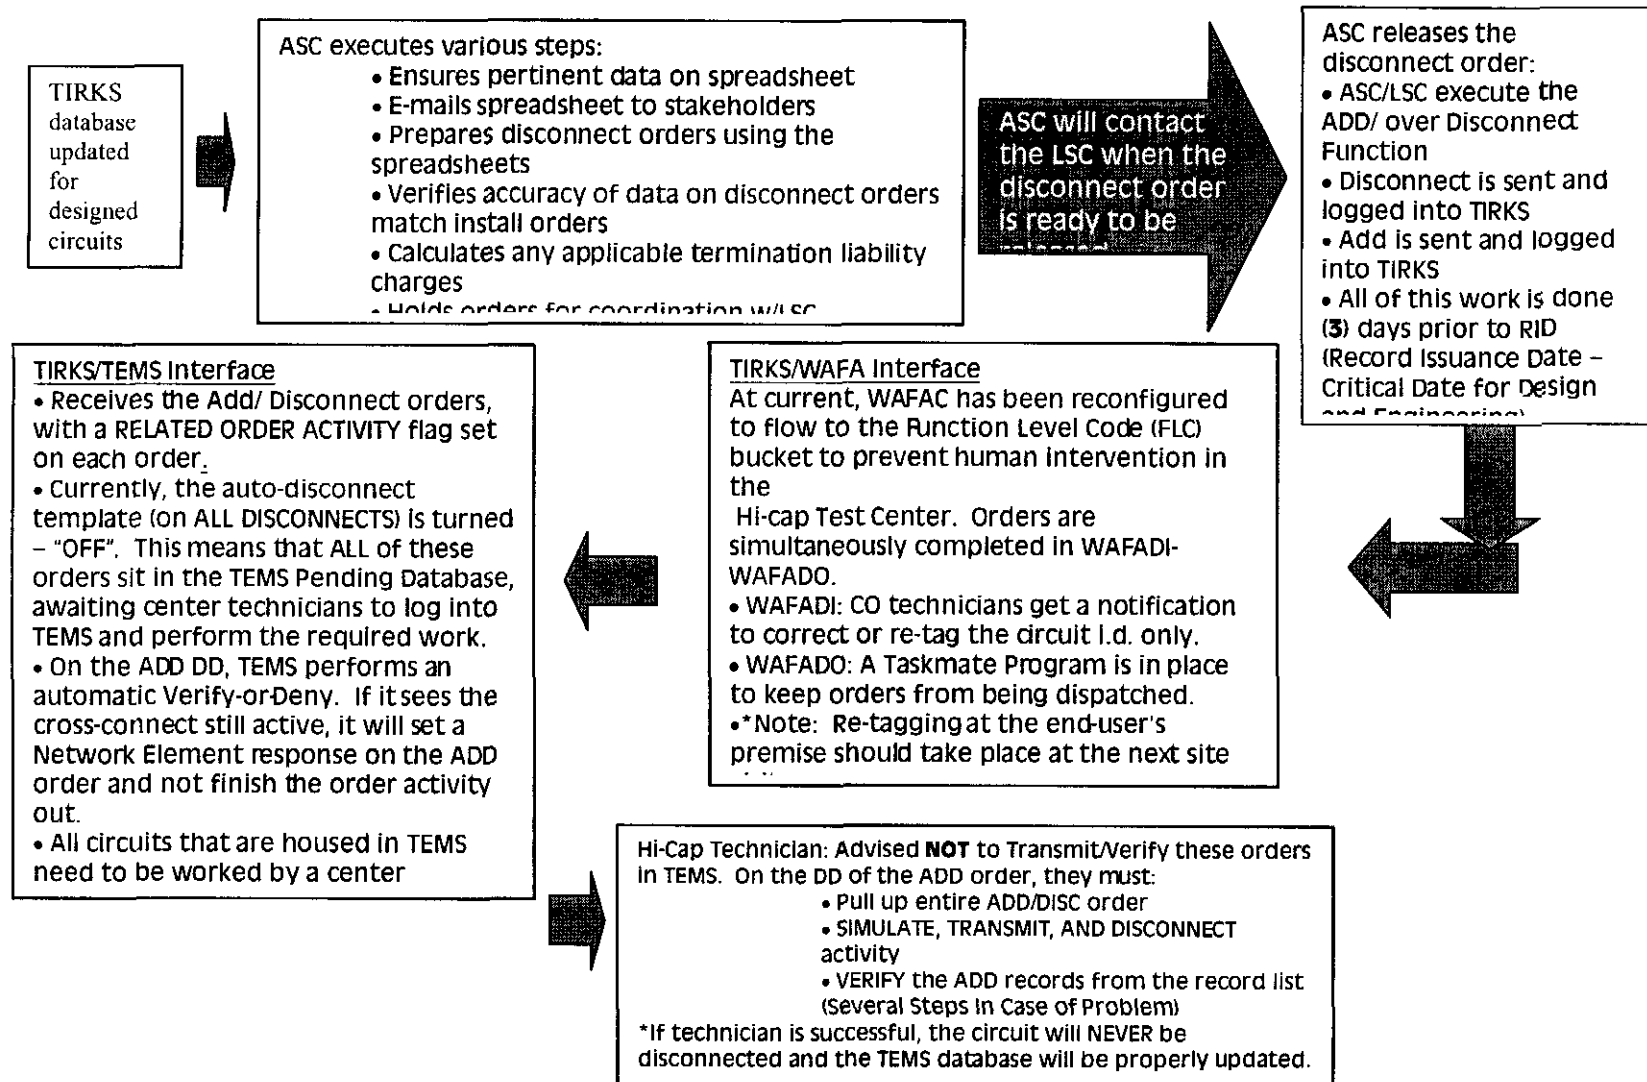 TIRKS
database
updated
for
designed
circuits
ASC executes various steps:
• Ensures pertinent data on spreadsheet
• E-mails spreadsheet to stakeholders
• Prepares disconnect orders using the
spreadsheets
• Verifies accuracy of data on disconnect orders
match install orders
• Calculates any applicable termination liability
charges
• Holds orders for coordination w/LSC
ASC will contact
the LSC when the
disconnect order
is ready to be
ASC releases the
disconnect order:
• ASC/LSC execute the
ADD/ over Disconnect
Function
• Disconnect is sent and
logged into TIRKS
• Add is sent and logged
into TIRKS
• All of this work is done
(3) days prior to RID
(Record Issuance Date –
Critical Date for Design
and Engineering)
TIRKS/WAFA Interface
At current, WAFAC has been reconfigured
to flow to the Function Level Code (FLC)
bucket to prevent human intervention in
the
Hi-cap Test Center. Orders are
simultaneously completed in WAFADI-
WAFADO.
• WAFADI: CO technicians get a notification
to correct or re-tag the circuit i.d. only.
• WAFADO: A Taskmate Program is in place
to keep orders from being dispatched.
•*Note: Re-tagging at the end-user's
premise should take place at the next site
TIRKS/TEMS Interface
• Receives the Add/ Disconnect orders,
with a RELATED ORDER ACTIVITY flag set
on each order.
• Currently, the auto-disconnect
template (on ALL DISCONNECTS) is turned
– "OFF". This means that ALL of these
orders sit in the TEMS Pending Database,
awaiting center technicians to log into
TEMS and perform the required work.
• On the ADD DD, TEMS performs an
automatic Verify-or-Deny. If it sees the
cross-connect still active, it will set a
Network Element response on the ADD
order and not finish the order activity
out.
• All circuits that are housed in TEMS
need to be worked by a center
Hi-Cap Technician: Advised NOT to Transmit/Verify these orders
in TEMS. On the DD of the ADD order, they must:
• Pull up entire ADD/DISC order
• SIMULATE, TRANSMIT, AND DISCONNECT
activity
• VERIFY the ADD records from the record list
(Several Steps In Case of Problem)
*If technician is successful, the circuit will NEVER be
disconnected and the TEMS database will be properly updated.